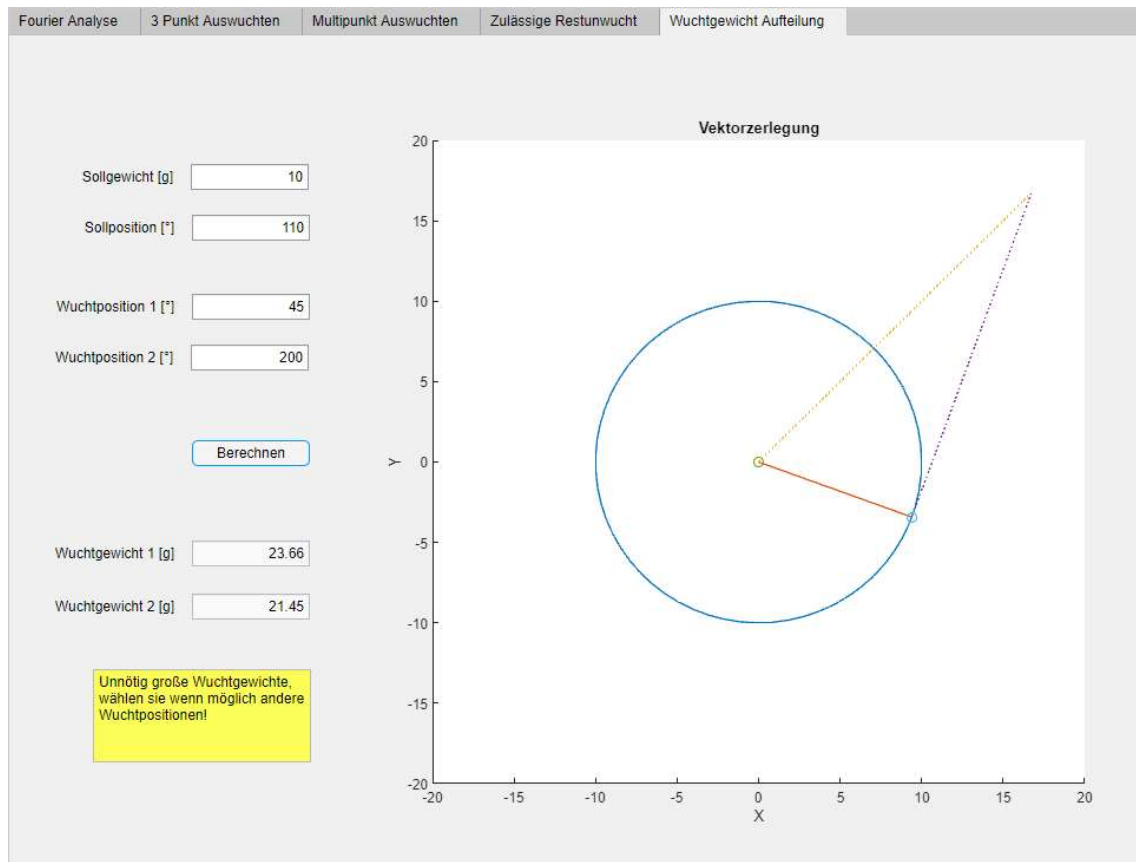 Fourier Analyse
3 Punkt Auswuchten
Multipunkt Auswuchten
Zulässige Restunwucht
Wuchtgewicht Aufteilung
Sollgewicht [g]
10
Sollposition [°]
110
Wuchtposition 1 [°]
45
Wuchtposition 2 [°]
200
Berechnen
Wuchtgewicht 1 [g]
23.66
Wuchtgewicht 2 [g]
21.45
Unnötig große Wuchtgewichte,
wählen sie wenn möglich andere
Wuchtpositionen!
Vektorzerlegung
20
15
10
5
0
-5
-10
-15
-20
Y
-20
-15
-10
-5
0
5
10
15
20
X